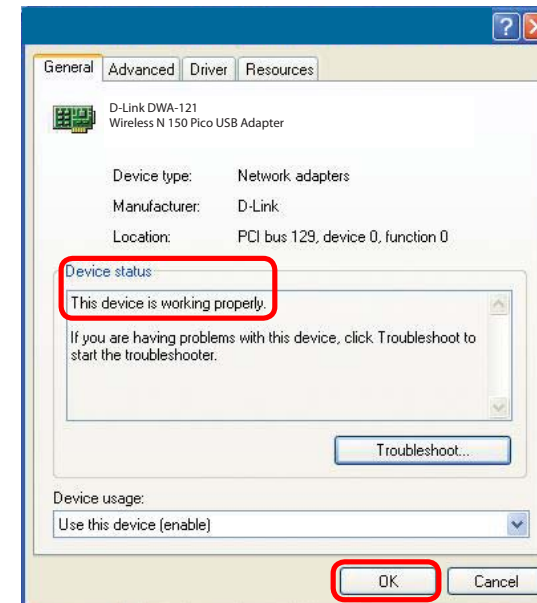 ?
General Advanced Driver Resources
D-Link DWA-121
Wireless N 150 Pico USB Adapter
Device type: Network adapters
Manufacturer: D-Link
Location: PCI bus 129, device 0, function 0
Device status
This device is working properly.
If you are having problems with this device, click Troubleshoot to
start the troubleshooter.
Troubleshoot...
Device usage:
Use this device (enable)
OK Cancel